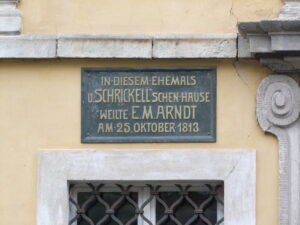 IN DIESEM EHEMALS
V. SCHRICKELL'SCHEN HAUSE
WEILTE E.M.ARNDT
AM 25. OKTOBER 1813